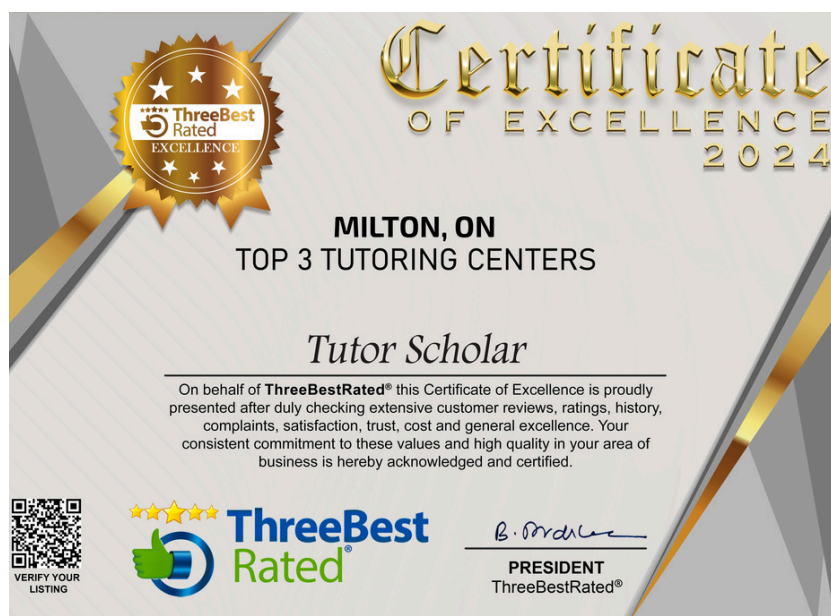 Certificate
OF EXCELLENCE
2024
ThreeBest
Rated
EXCELLENCE
MILTON, ON
TOP 3 TUTORING CENTERS
Tutor Scholar
On behalf of ThreeBestRated® this Certificate of Excellence is proudly
presented after duly checking extensive customer reviews, ratings, history,
complaints, satisfaction, trust, cost and general excellence. Your
consistent commitment to these values and high quality in your area of
business is hereby acknowledged and certified.
VERIFY YOUR
LISTING
ThreeBest
Rated®
PRESIDENT
ThreeBestRated®